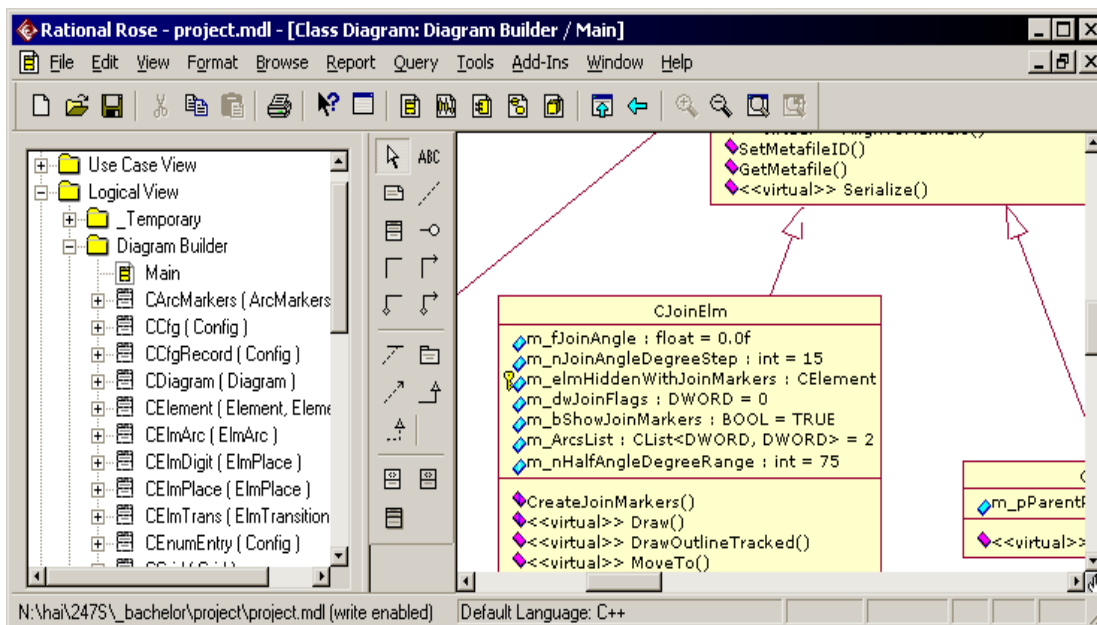 Rational Rose - project.mdl - [Class Diagram: Diagram Builder / Main]
File Edit View Format Browse Report Query Tools Add-Ins Window Help
Use Case View
Logical View
_Temporary
Diagram Builder
Main
CArcMarkers ( ArcMarkers
CCfg ( Config )
CCfgRecord ( Config )
CDiagram ( Diagram )
CElement ( Element, Eleme
CElmArc ( ElmArc )
CElmDigit ( ElmPlace )
CElmPlace ( ElmPlace )
CElmTrans ( ElmTransition
CEnumEntry ( Config )
ABC
SetMetafileID()
GetMetafile()
<<virtual>> Serialize()
CJoinElm
m_fJoinAngle : float = 0.0f
m_nJoinAngleDegreeStep : int = 15
m_elmHiddenWithJoinMarkers : CElement
m_dwJoinFlags : DWORD = 0
m_bShowJoinMarkers : BOOL = TRUE
m_ArcsList : CList<DWORD, DWORD> = 2
m_nHalfAngleDegreeRange : int = 75
CreateJoinMarkers()
<<virtual>> Draw()
<<virtual>> DrawOutlineTracked()
<<virtual>> MoveTo()
m_pParentP
<<virtual>>
N:\hai\247S\_bachelor\project\project.mdl (write enabled)
Default Language: C++